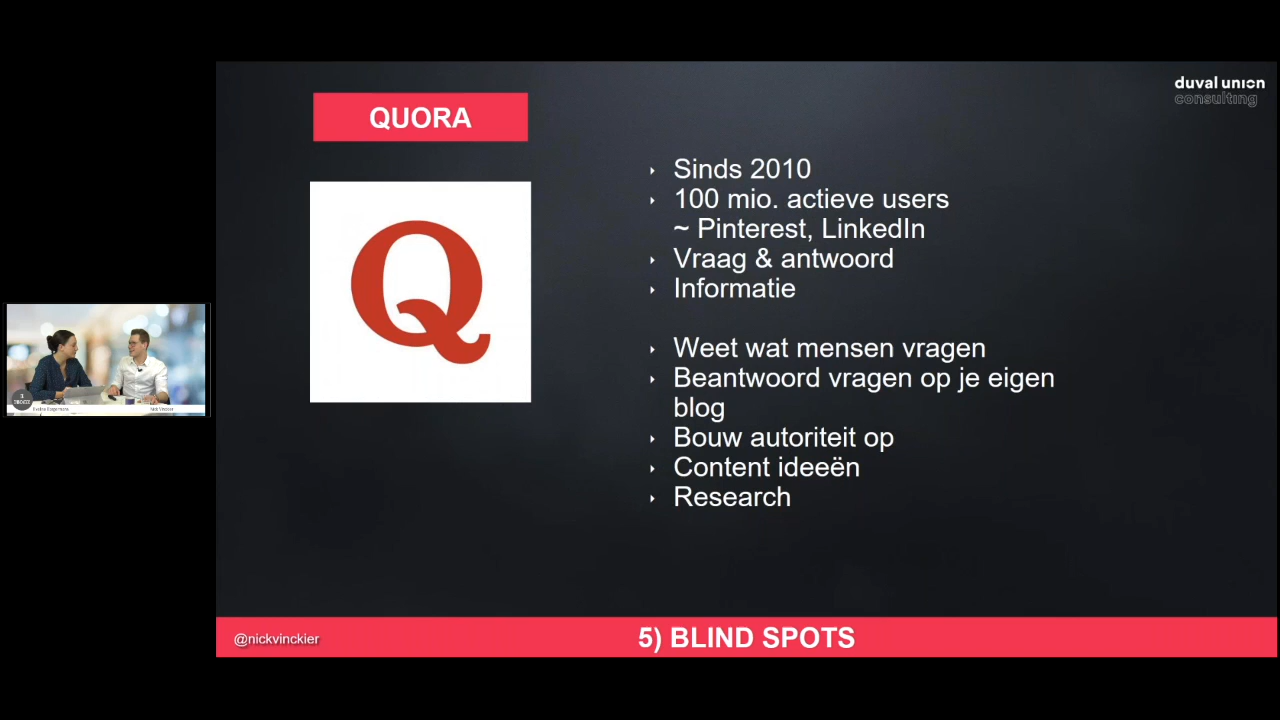 duval union
consulting
QUORA
Sinds 2010
100 mio. actieve users
~ Pinterest, LinkedIn
Vraag & antwoord
Informatie
Weet wat mensen vragen
Beantwoord vragen op je eigen
blog
Bouw autoriteit op
Content ideeën
Research
@nickvinckier
5) BLIND SPOTS